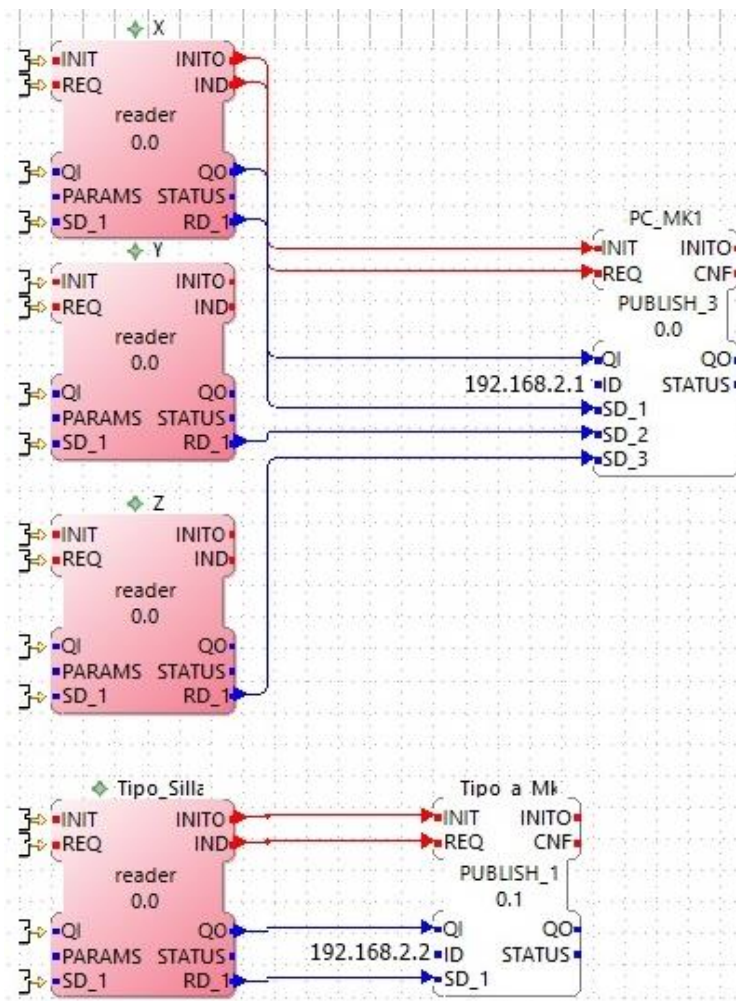 X
INIT INITO
REQ IND
reader
0.0
QI QO
PARAMS STATUS
SD_1 RD_1
Y
INIT INITO
REQ IND
reader
0.0
QI QO
PARAMS STATUS
SD_1 RD_1
Z
INIT INITO
REQ IND
reader
0.0
QI QO
PARAMS STATUS
SD_1 RD_1
PC_MK1
INIT INITO
REQ CNF
PUBLISH_3
0.0
QI QO
192.168.2.1 ID STATUS
SD_1
SD_2
SD_3
Tipo_Silla
INIT INITO
REQ IND
reader
0.0
QI QO
PARAMS STATUS
SD_1 RD_1
Tipo_a_Mk
INIT INITO
REQ CNF
PUBLISH_1
0.1
QI QO
192.168.2.2 ID STATUS
SD_1